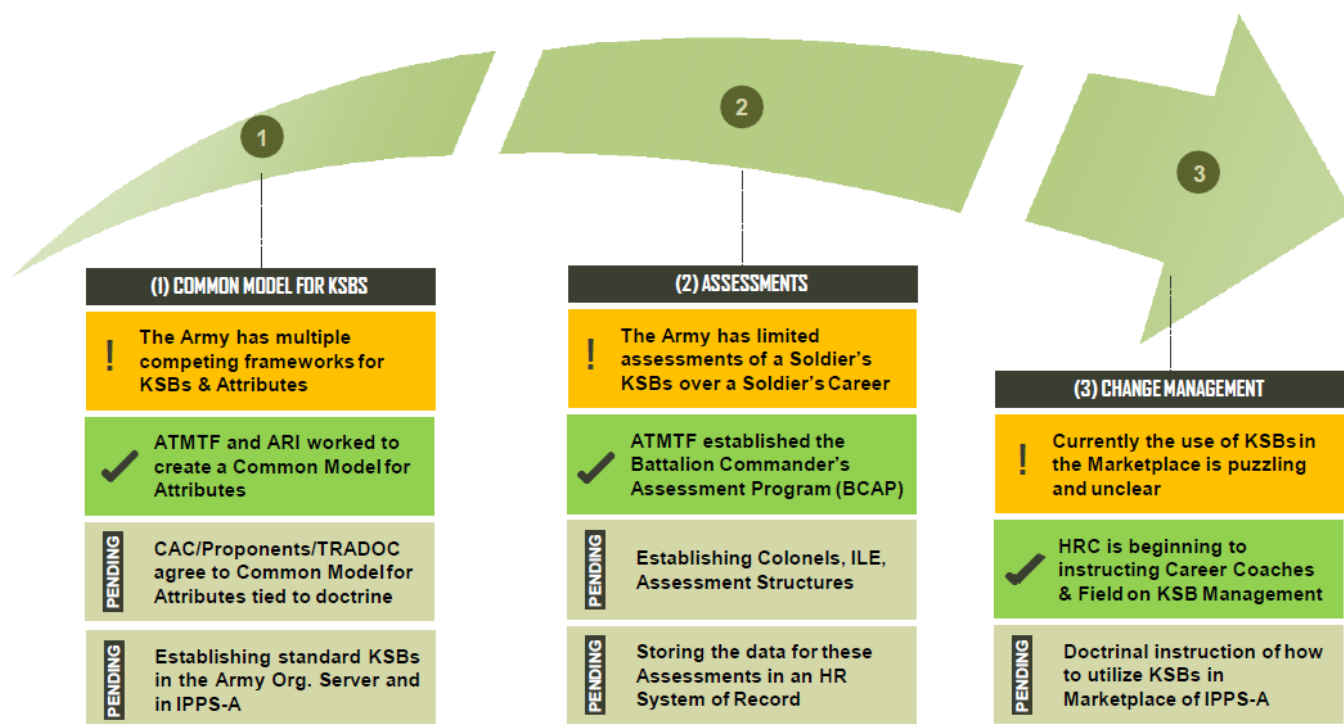 1
2
3
(1) COMMON MODEL FOR KSBS
! The Army has multiple
competing frameworks for
KSBs & Attributes
ATMTF and ARI worked to
create a Common Model for
Attributes
PENDING
CAC/Proponents/TRADOC
agree to Common Model for
Attributes tied to doctrine
PENDING
Establishing standard KSBs
in the Army Org. Server and
in IPPS-A
(2) ASSESSMENTS
! The Army has limited
assessments of a Soldier's
KSBs over a Soldier's Career
ATMTF established the
Battalion Commander's
Assessment Program (BCAP)
PENDING
Establishing Colonels, ILE,
Assessment Structures
PENDING
Storing the data for these
Assessments in an HR
System of Record
(3) CHANGE MANAGEMENT
! Currently the use of KSBs in
the Marketplace is puzzling
and unclear
HRC is beginning to
instructing Career Coaches
& Field on KSB Management
PENDING
Doctrinal instruction of how
to utilize KSBs in
Marketplace of IPPS-A